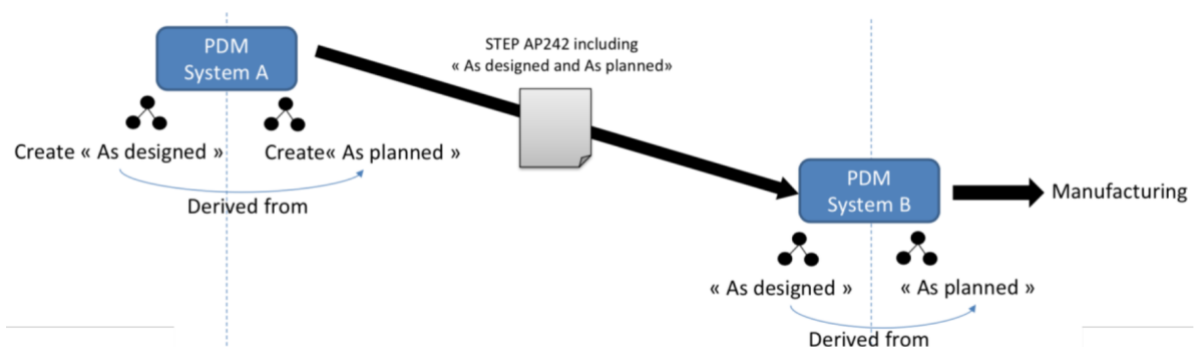 PDM
System A
STEP AP242 including
« As designed and As planned»
Create « As designed »
Create« As planned »
Derived from
PDM
System B
Manufacturing
« As designed »
« As planned »
Derived from